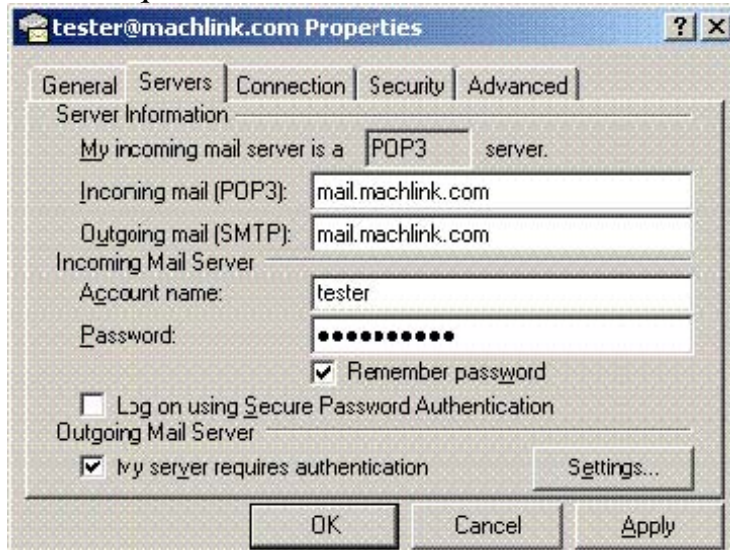 tester@machlink.com Properties ? X
General Servers Connection Security Advanced
Server Information
My incoming mail server is a POP3 server.
Incoming mail (POP3): mail.machlink.com
Outgoing mail (SMTP): mail.machlink.com
Incoming Mail Server
Account name: tester
Password: ●●●●●●●●●●
Remember password
Log on using Secure Password Authentication
Outgoing Mail Server
My server requires authentication Settings...
OK Cancel Apply